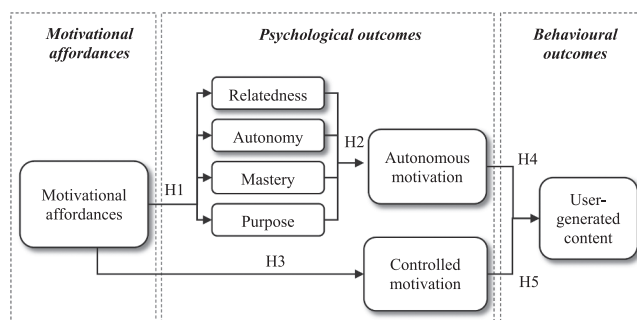 Motivational
affordances
Psychological outcomes
Behavioural
outcomes
Relatedness
Autonomy
Mastery
Purpose
H1
H2
Motivational
affordances
Autonomous
motivation
H4
User-
generated
content
H3
Controlled
motivation
H5